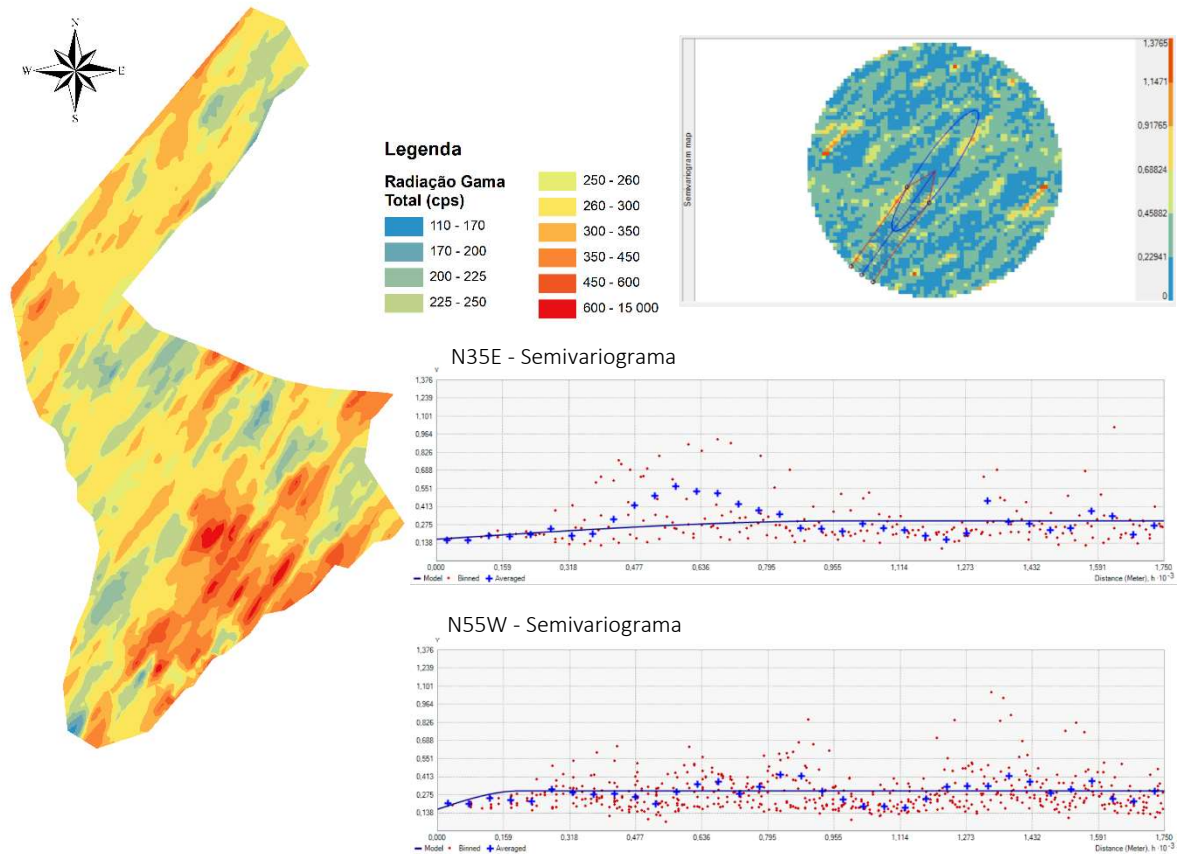 N
W E
S
Legenda
Radiação Gama
Total (cps)
110 - 170
170 - 200
200 - 225
225 - 250
250 - 260
260 - 300
300 - 350
350 - 450
450 - 600
600 - 15 000
Semivariogram map
1,3765
1,1471
0,91765
0,68824
0,45882
0,22941
0
N35E - Semivariograma
γ
1,376
1,239
1,101
0,964
0,826
0,688
0,551
0,413
0,275
0,138
0,000 0,159 0,318 0,477 0,636 0,795 0,955 1,114 1,273 1,432 1,591 1,750
Model Binned Averaged
Distance (Meter), h ·10⁻³
N55W - Semivariograma
γ
1,376
1,239
1,101
0,964
0,826
0,688
0,551
0,413
0,275
0,138
0,000 0,159 0,318 0,477 0,636 0,795 0,955 1,114 1,273 1,432 1,591 1,750
Model Binned Averaged
Distance (Meter), h ·10⁻³